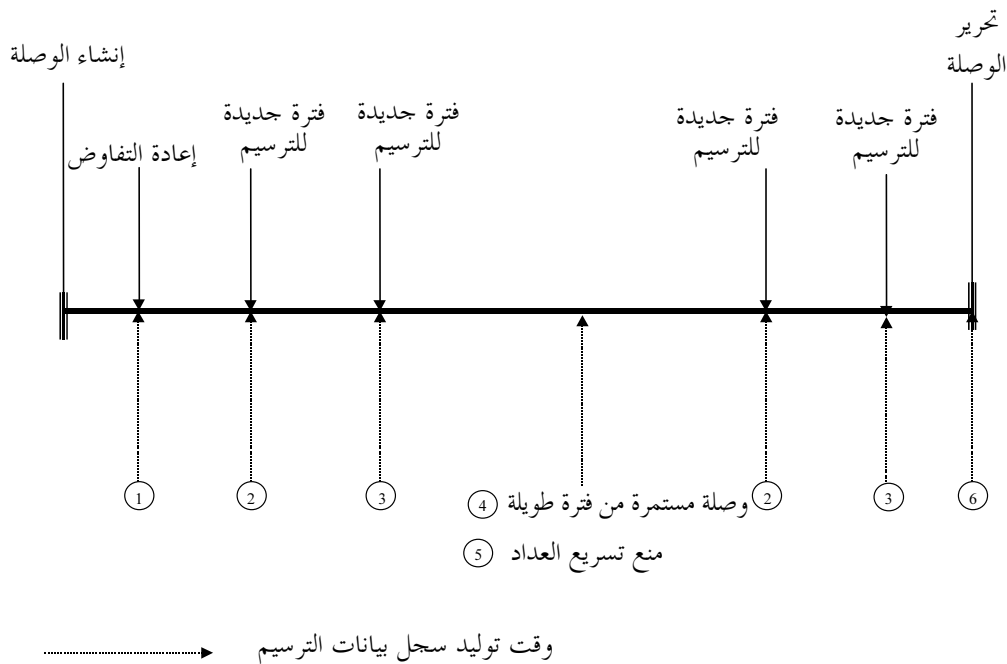 تحرير
الوصلة
إنشاء الوصلة
فترة جديدة
للترسيم
فترة جديدة
للترسيم
فترة جديدة
للترسيم
فترة جديدة
للترسيم
إعادة التفاوض
1
2
3
2
3
6
وصلة مستمرة من فترة طويلة 4
منع تسريع العداد 5
وقت توليد سجل بيانات الترسيم